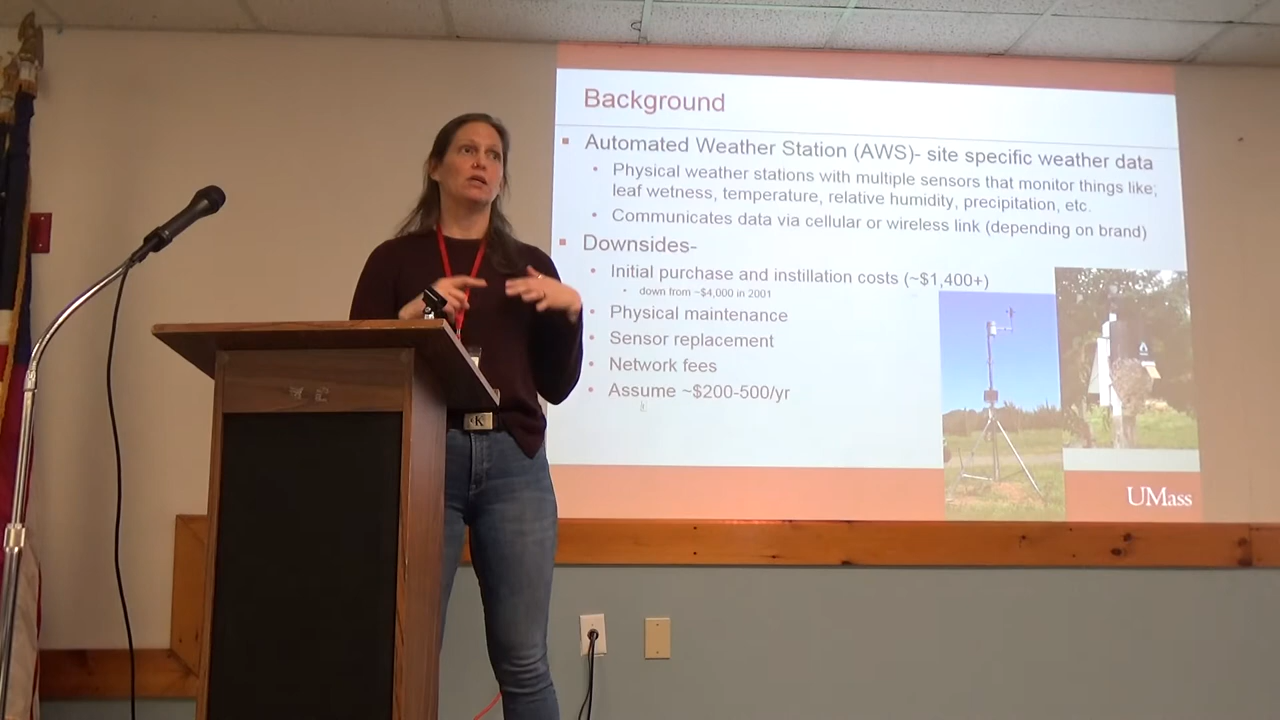 Background
Automated Weather Station (AWS)- site specific weather data
Physical weather stations with multiple sensors that monitor things like;
leaf wetness, temperature, relative humidity, precipitation, etc.
Communicates data via cellular or wireless link (depending on brand)
Downsides-
Initial purchase and instillation costs (~$1,400+)
down from ~$4,000 in 2001
Physical maintenance
Sensor replacement
Network fees
Assume ~$200-500/yr
UMass